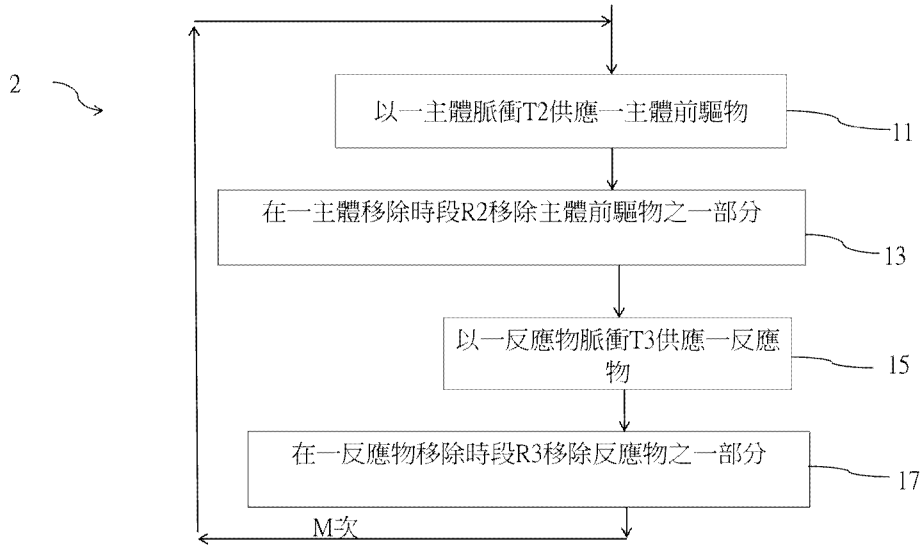 2
以一主體脈衝T2供應一主體前驅物
11
在一主體移除時段R2移除主體前驅物之一部分
13
以一反應物脈衝T3供應一反應
物
15
在一反應物移除時段R3移除反應物之一部分
17
M次